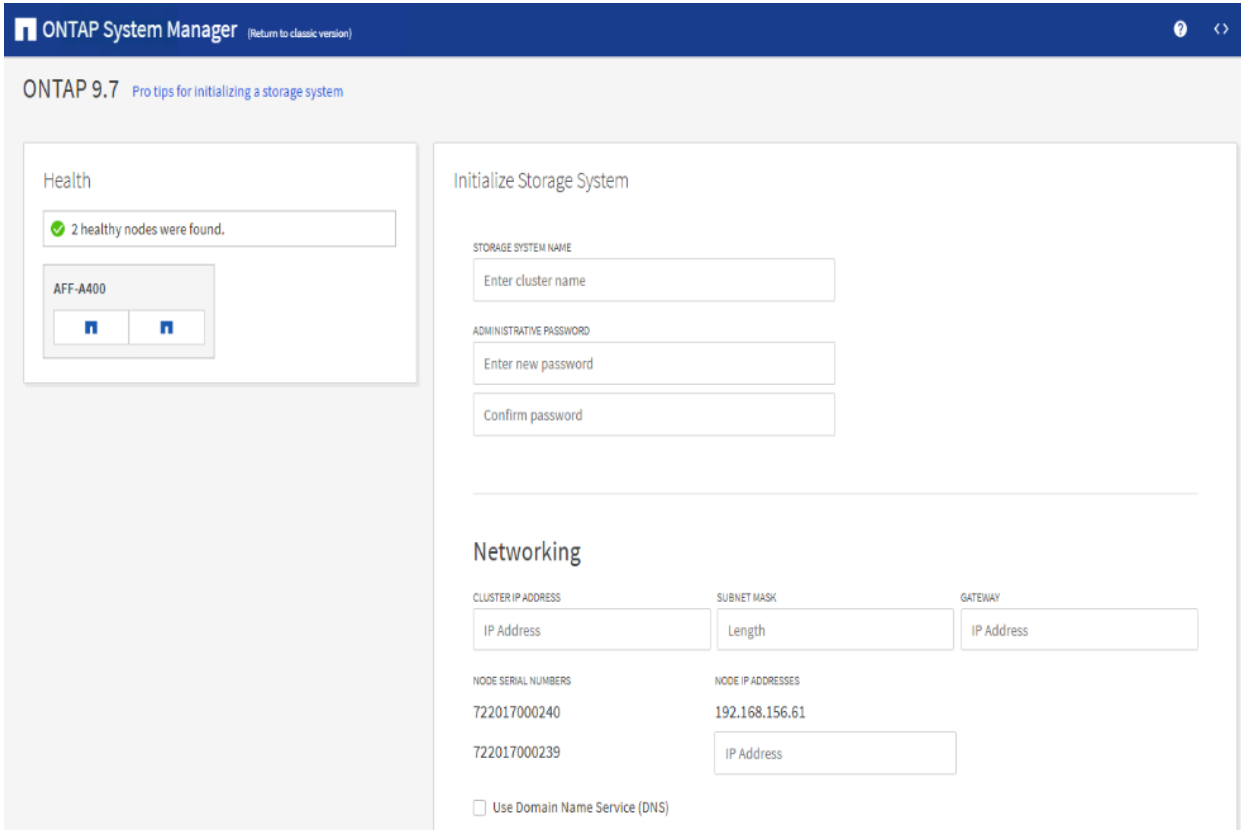 ONTAP System Manager (Return to classic version)
ONTAP 9.7 Pro tips for initializing a storage system
Health
2 healthy nodes were found.
AFF-A400
Initialize Storage System
STORAGE SYSTEM NAME
Enter cluster name
ADMINISTRATIVE PASSWORD
Enter new password
Confirm password
Networking
CLUSTER IP ADDRESS SUBNET MASK GATEWAY
IP Address Length IP Address
NODE SERIAL NUMBERS NODE IP ADDRESSES
722017000240 192.168.156.61
722017000239 IP Address
Use Domain Name Service (DNS)